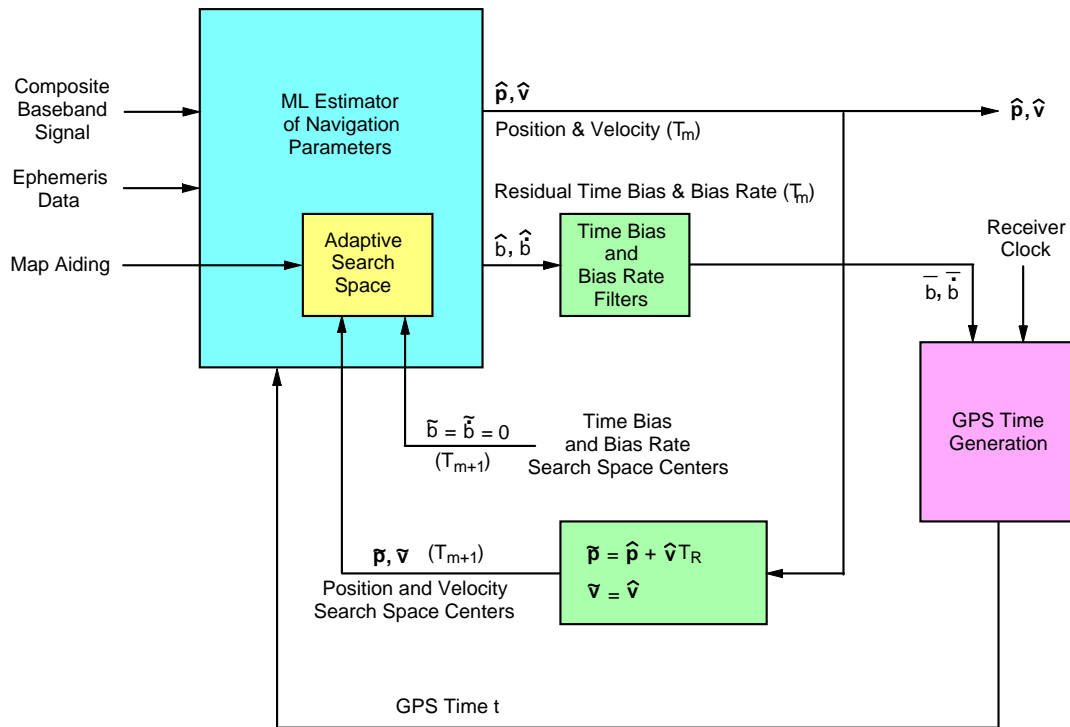 Composite
Baseband
Signal
Ephemeris
Data
Map Aiding
ML Estimator
of Navigation
Parameters
Adaptive
Search
Space
p̂, v̂
Position & Velocity (Tₘ)
p̂, v̂
Residual Time Bias & Bias Rate (Tₘ)
b̂, ḃ̂
Time Bias
and
Bias Rate
Filters
b̄, ḃ̄
Receiver
Clock
GPS Time
Generation
b̃ = ḃ̃ = 0
(Tₘ₊₁)
Time Bias
and Bias Rate
Search Space Centers
p̃, ṽ (Tₘ₊₁)
Position and Velocity
Search Space Centers
p̃ = p̂ + v̂ T_R
ṽ = v̂
GPS Time t